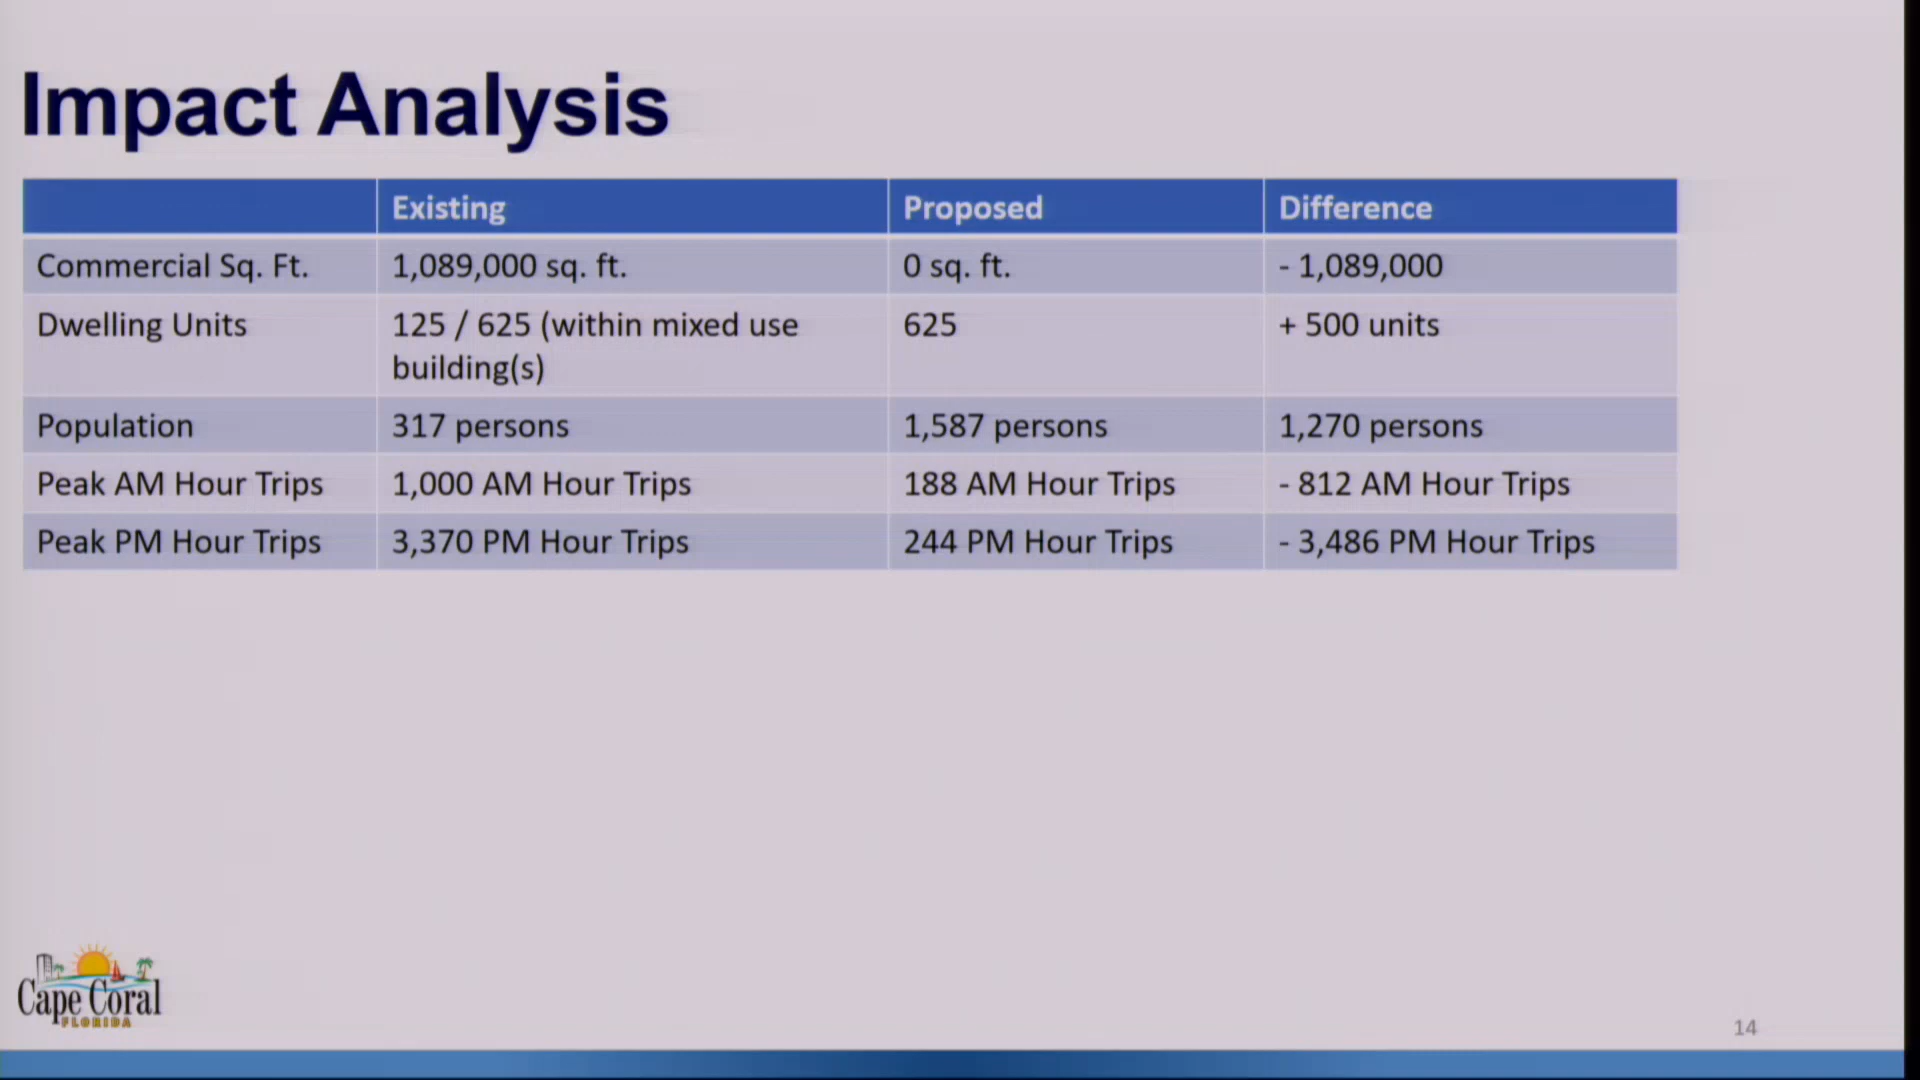 Impact Analysis
Existing Proposed Difference
Commercial Sq. Ft. 1,089,000 sq. ft. 0 sq. ft. - 1,089,000
Dwelling Units 125 / 625 (within mixed use 625 + 500 units
building(s)
Population 317 persons 1,587 persons 1,270 persons
Peak AM Hour Trips 1,000 AM Hour Trips 188 AM Hour Trips - 812 AM Hour Trips
Peak PM Hour Trips 3,370 PM Hour Trips 244 PM Hour Trips - 3,486 PM Hour Trips
Cape Coral
FLORIDA
14